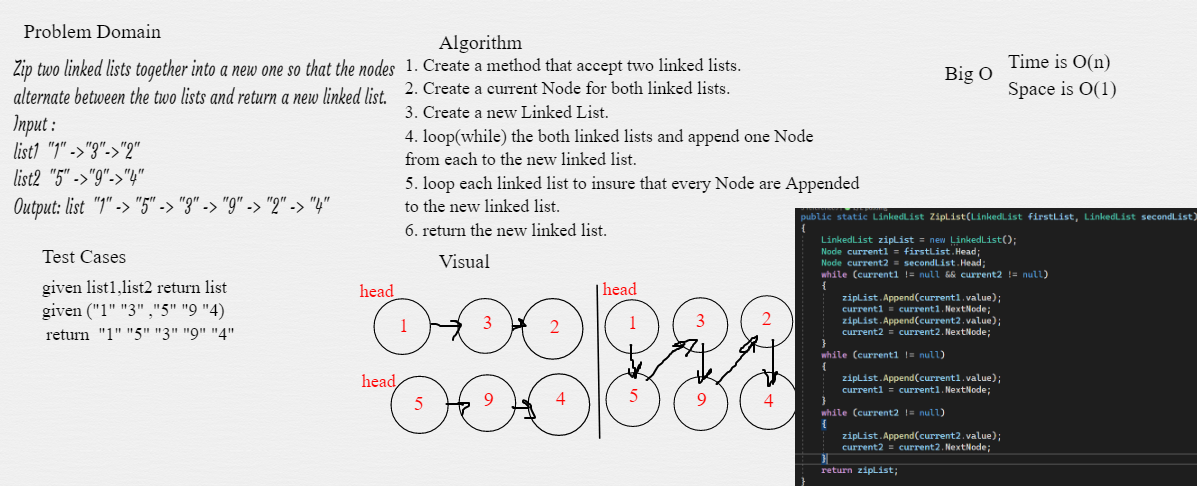 Problem Domain
Zip two linked lists together into a new one so that the nodes
alternate between the two lists and return a new linked list.
Input :
list1 "1" ->"3"->"2"
list2 "5" ->"9"->"4"
Output: list "1" -> "5" -> "3" -> "9" -> "2" -> "4"
Test Cases
given list1,list2 return list
given ("1" "3" ,"5" "9 "4)
return "1" "5" "3" "9" "4"
Algorithm
1. Create a method that accept two linked lists.
2. Create a current Node for both linked lists.
3. Create a new Linked List.
4. loop(while) the both linked lists and append one Node
from each to the new linked list.
5. loop each linked list to insure that every Node are Appended
to the new linked list.
6. return the new linked list.
Visual
head
1 3 2
head
5 9 4
head
1 3 2
5 9 4
Big O
Time is O(n)
Space is O(1)
public static LinkedList ZipList(LinkedList firstList, LinkedList secondList)
{
LinkedList zipList = new LinkedList();
Node current1 = firstList.Head;
Node current2 = secondList.Head;
while (current1 != null && current2 != null)
{
zipList.Append(current1.value);
current1 = current1.NextNode;
zipList.Append(current2.value);
current2 = current2.NextNode;
}
while (current1 != null)
{
zipList.Append(current1.value);
current1 = current1.NextNode;
}
while (current2 != null)
{
zipList.Append(current2.value);
current2 = current2.NextNode;
}
return zipList;
}